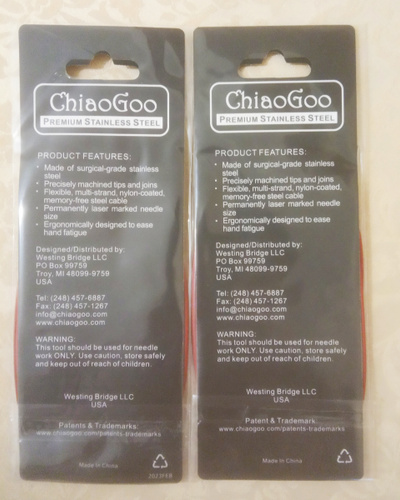 ChiaoGoo
PREMIUM STAINLESS STEEL
PRODUCT FEATURES:
• Made of surgical-grade stainless
steel
• Precisely machined tips and joins
• Flexible, multi-strand, nylon-coated,
memory-free steel cable
• Permanently laser marked needle
size
• Ergonomically designed to ease
hand fatigue
Designed/Distributed by:
Westing Bridge LLC
PO Box 99759
Troy, MI 48099-9759
USA
Tel: (248) 457-6887
Fax: (248) 457-1267
info@chiaogoo.com
www.chiaogoo.com
WARNING:
This tool should be used for needle
work ONLY. Use caution, store safely
and keep out of reach of children.
Westing Bridge LLC
USA
Patents & Trademarks:
www.chiaogoo.com/patents-trademarks
Made in China
2023FEB
ChiaoGoo
PREMIUM STAINLESS STEEL
PRODUCT FEATURES:
• Made of surgical-grade stainless
steel
• Precisely machined tips and joins
• Flexible, multi-strand, nylon-coated,
memory-free steel cable
• Permanently laser marked needle
size
• Ergonomically designed to ease
hand fatigue
Designed/Distributed by:
Westing Bridge LLC
PO Box 99759
Troy, MI 48099-9759
USA
Tel: (248) 457-6887
Fax: (248) 457-1267
info@chiaogoo.com
www.chiaogoo.com
WARNING:
This tool should be used for needle
work ONLY. Use caution, store safely
and keep out of reach of children.
Westing Bridge LLC
USA
Patent & Trademark:
www.chiaogoo.com/patents-trademarks
Made in China